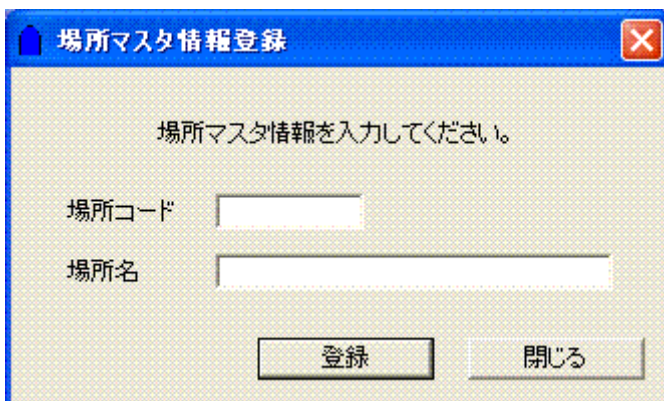 場所マスタ情報登録
場所マスタ情報を入力してください。
場所コード
場所名
登録 閉じる